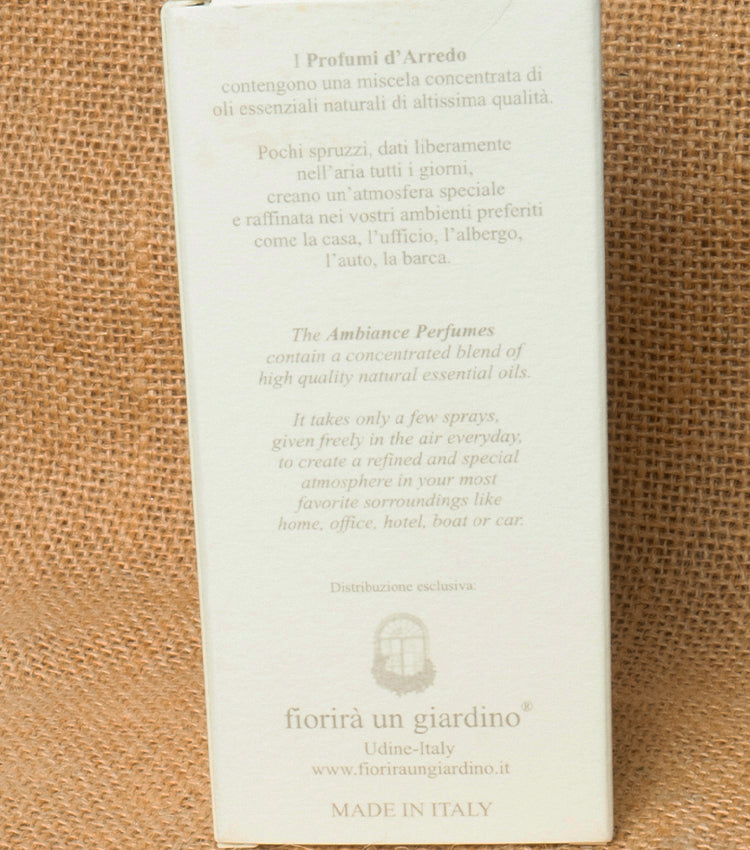 I Profumi d'Arredo
contengono una miscela concentrata di
oli essenziali naturali di altissima qualità.
Pochi spruzzi, dati liberamente
nell'aria tutti i giorni,
creano un'atmosfera speciale
e raffinata nei vostri ambienti preferiti
come la casa, l'ufficio, l'albergo,
l'auto, la barca.
The Ambiance Perfumes
contain a concentrated blend of
high quality natural essential oils.
It takes only a few sprays,
given freely in the air everyday,
to create a refined and special
atmosphere in your most
favorite sorroundings like
home, office, hotel, boat or car.
Distribuzione esclusiva:
fiorirà un giardino®
Udine-Italy
www.fioriraungiardino.it
MADE IN ITALY